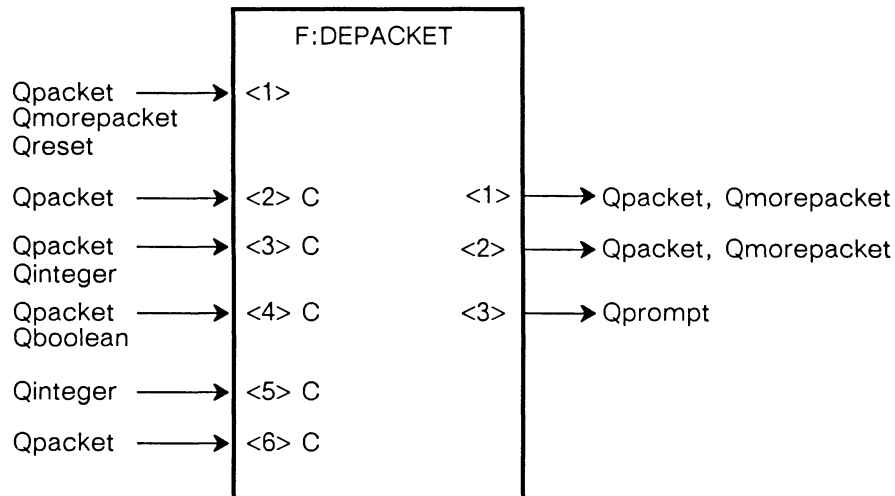 F:DEPACKET
Qpacket <1>
Qmorepacket
Qreset
Qpacket <2> C <1> Qpacket, Qmorepacket
Qpacket <3> C <2> Qpacket, Qmorepacket
Qinteger
Qpacket <4> C <3> Qprompt
Qboolean
Qinteger <5> C
Qpacket <6> C